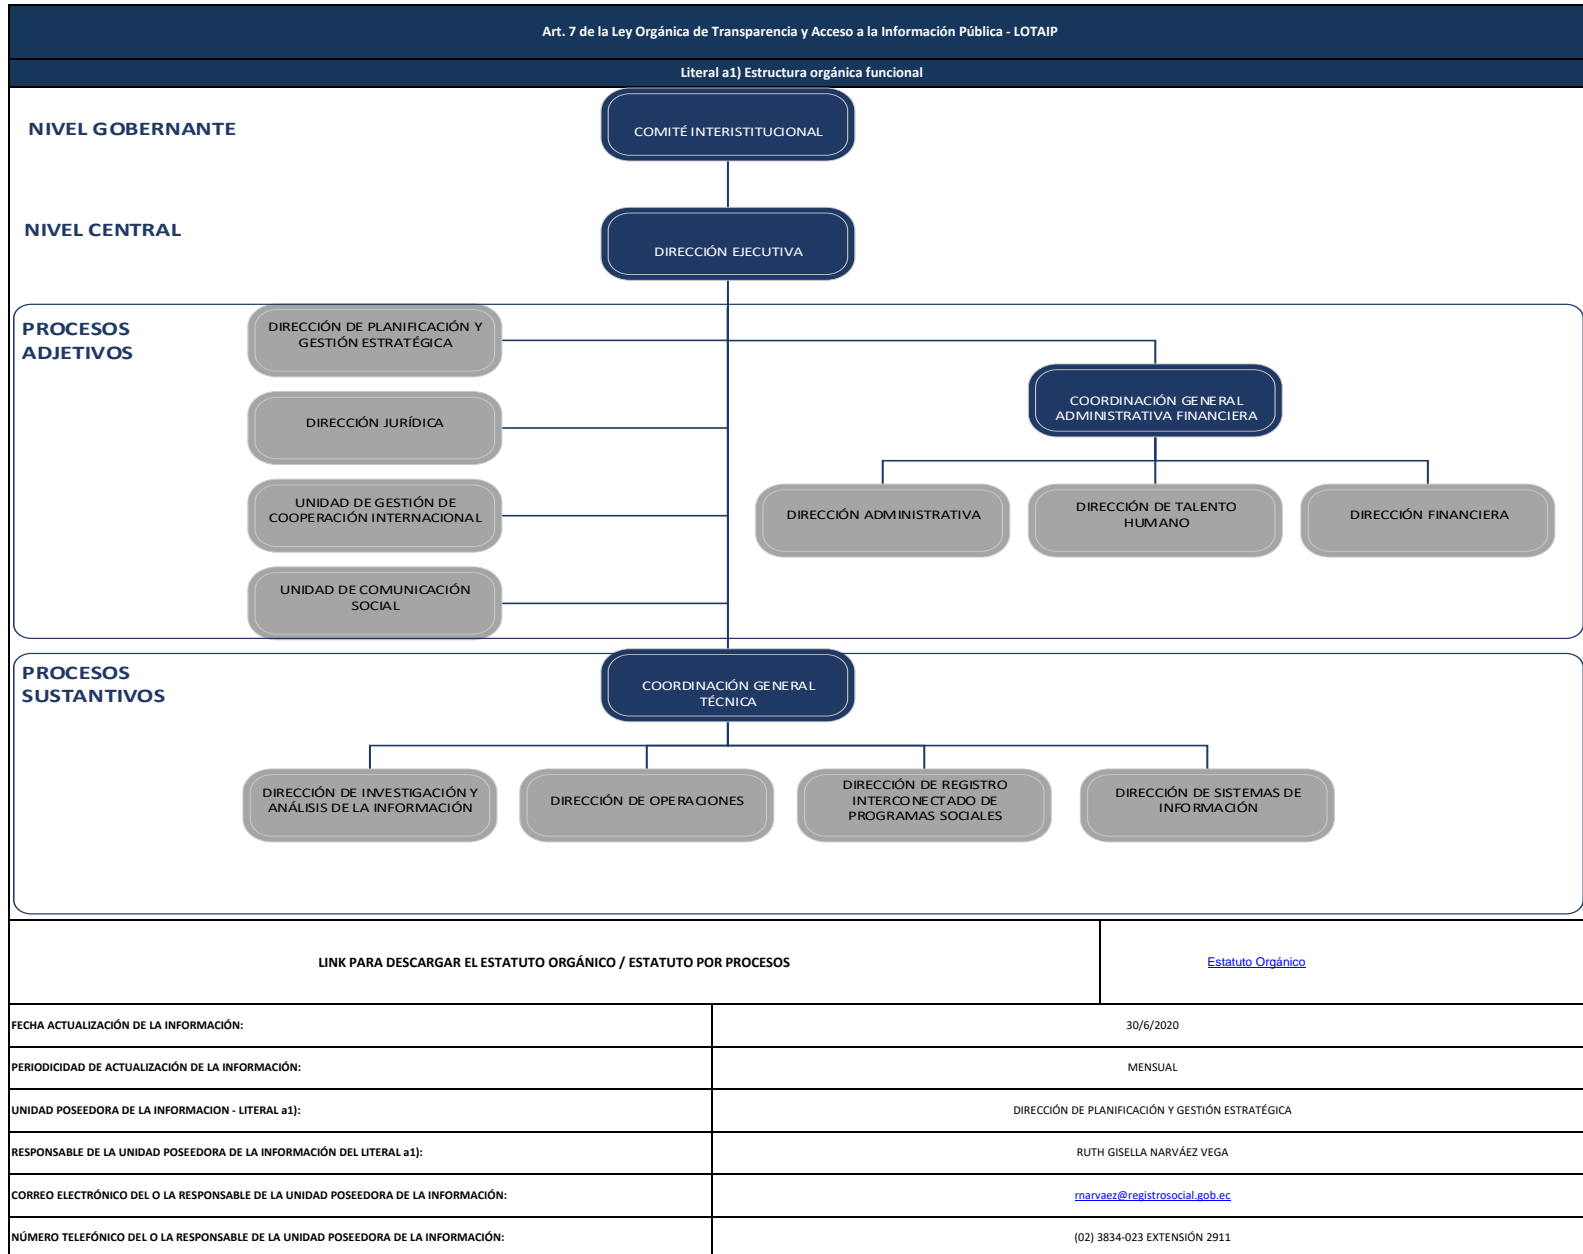 Art. 7 de la Ley Orgánica de Transparencia y Acceso a la Información Pública - LOTAIP
Literal a1) Estructura orgánica funcional
NIVEL GOBERNANTE
COMITÉ INTERISTITUCIONAL
NIVEL CENTRAL
DIRECCIÓN EJECUTIVA
PROCESOS
ADJETIVOS
DIRECCIÓN DE PLANIFICACIÓN Y
GESTIÓN ESTRATÉGICA
COORDINACIÓN GENERAL
ADMINISTRATIVA FINANCIERA
DIRECCIÓN JURÍDICA
UNIDAD DE GESTIÓN DE
COOPERACIÓN INTERNACIONAL
DIRECCIÓN ADMINISTRATIVA
DIRECCIÓN DE TALENTO
HUMANO
DIRECCIÓN FINANCIERA
UNIDAD DE COMUNICACIÓN
SOCIAL
PROCESOS
SUSTANTIVOS
COORDINACIÓN GENERAL
TÉCNICA
DIRECCIÓN DE INVESTIGACIÓN Y
ANÁLISIS DE LA INFORMACIÓN
DIRECCIÓN DE OPERACIONES
DIRECCIÓN DE REGISTRO
INTERCONECTADO DE
PROGRAMAS SOCIALES
DIRECCIÓN DE SISTEMAS DE
INFORMACIÓN
LINK PARA DESCARGAR EL ESTATUTO ORGÁNICO / ESTATUTO POR PROCESOS
Estatuto Orgánico
FECHA ACTUALIZACIÓN DE LA INFORMACIÓN:
30/6/2020
PERIODICIDAD DE ACTUALIZACIÓN DE LA INFORMACIÓN:
MENSUAL
UNIDAD POSEEDORA DE LA INFORMACION - LITERAL a1):
DIRECCIÓN DE PLANIFICACIÓN Y GESTIÓN ESTRATÉGICA
RESPONSABLE DE LA UNIDAD POSEEDORA DE LA INFORMACIÓN DEL LITERAL a1):
RUTH GISELLA NARVÁEZ VEGA
CORREO ELECTRÓNICO DEL O LA RESPONSABLE DE LA UNIDAD POSEEDORA DE LA INFORMACIÓN:
rnarvaez@registrosocial.gob.ec
NÚMERO TELEFÓNICO DEL O LA RESPONSABLE DE LA UNIDAD POSEEDORA DE LA INFORMACIÓN:
(02) 3834-023 EXTENSIÓN 2911